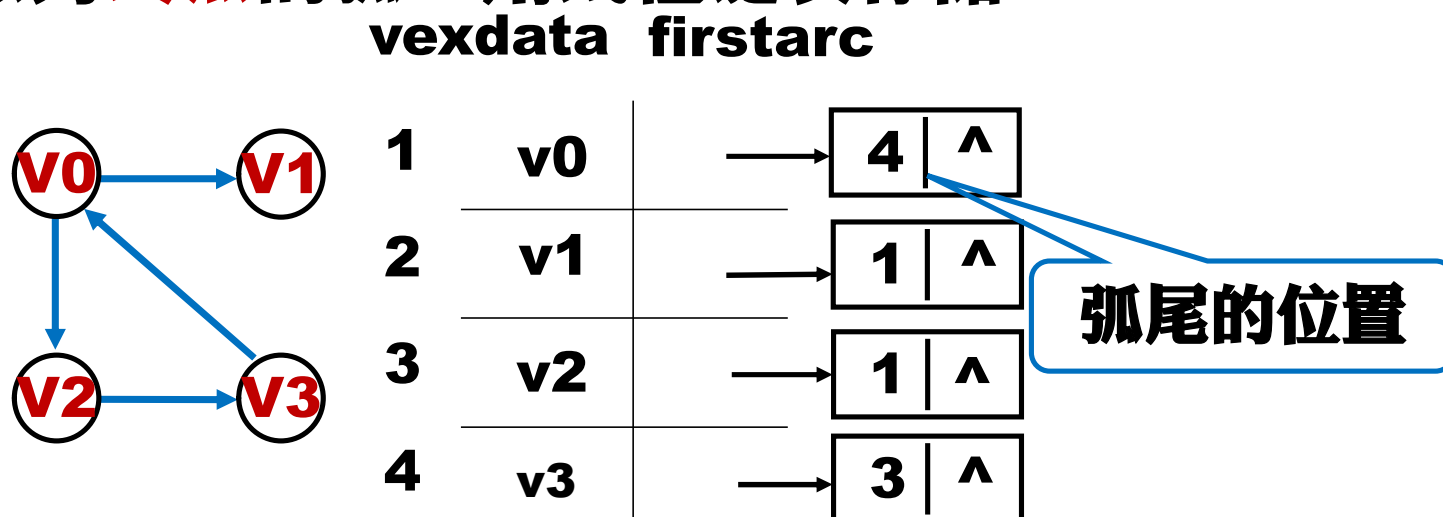 vexdata firstarc
V0 V1
V2 V3
1 v0 4 ^
2 v1 1 ^
3 v2 1 ^
4 v3 3 ^
弧尾的位置